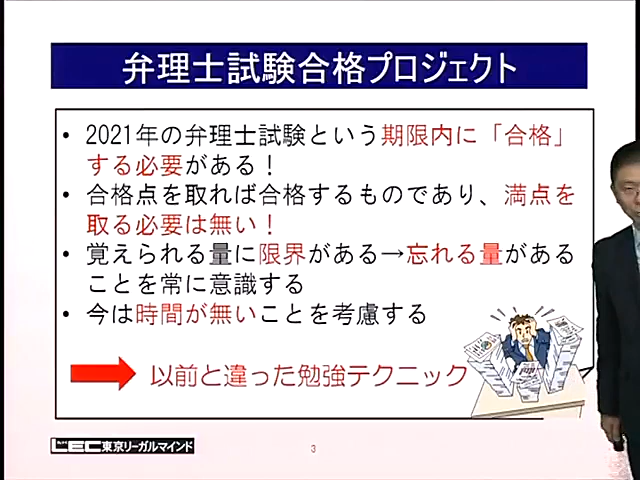 弁理士試験合格プロジェクト
• 2021年の弁理士試験という期限内に「合格」
する必要がある！
• 合格点を取れば合格するものであり、満点を
取る必要は無い！
• 覚えられる量に限界がある→忘れる量がある
ことを常に意識する
• 今は時間が無いことを考慮する
以前と違った勉強テクニック
LEC東京リーガルマインド
3